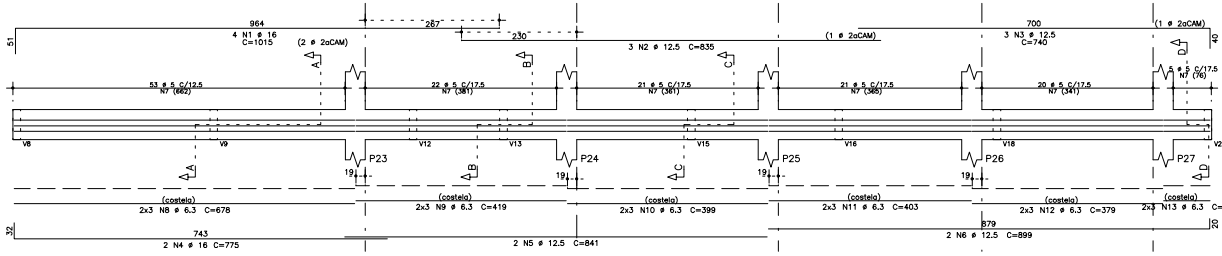 964
267
700
(1 ø 2aCAM)
51
4 N1 ø 16
C=1015
(2 ø 2aCAM)
230
3 N2 ø 12.5 C=835
(1 ø 2aCAM)
3 N3 ø 12.5
C=740
40
A
B
C
D
53 ø 5 C/12.5
N7 (662)
22 ø 5 C/17.5
N7 (381)
21 ø 5 C/17.5
N7 (361)
21 ø 5 C/17.5
N7 (365)
20 ø 5 C/17.5
N7 (341)
5 ø 5 C/17.5
N7 (76)
V8
V9
V12
V13
V15
V16
V18
V2
P23
P24
P25
P26
P27
A
B
C
D
19
19
19
19
(costela)
2x3 N8 ø 6.3 C=678
(costela)
2x3 N9 ø 6.3 C=419
(costela)
2x3 N10 ø 6.3 C=399
(costela)
2x3 N11 ø 6.3 C=403
(costela)
2x3 N12 ø 6.3 C=379
(costela)
2x3 N13 ø 6.3 C=
32
743
2 N4 ø 16 C=775
2 N5 ø 12.5 C=841
879
2 N6 ø 12.5 C=899
20